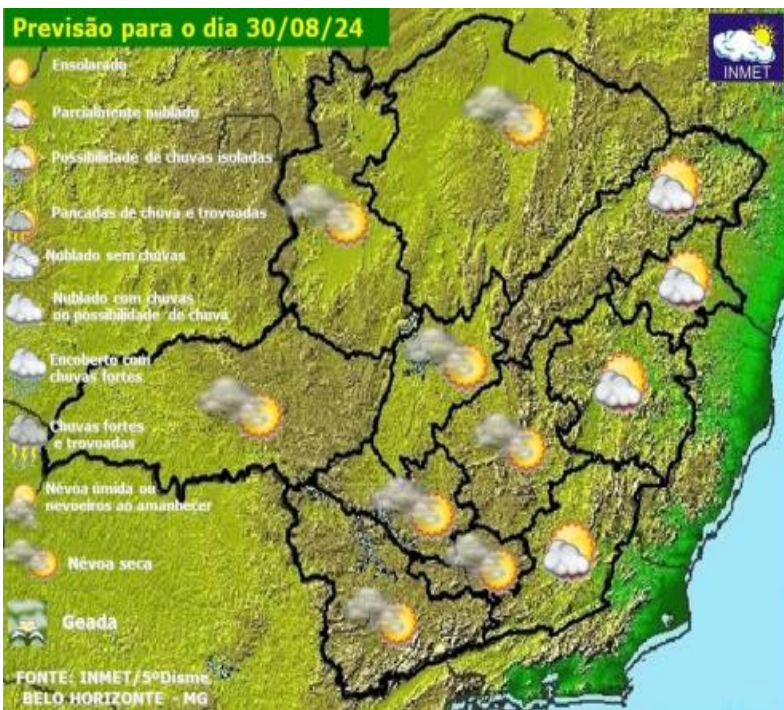 Previsão para o dia 30/08/24
INMET
Ensolarado
Parcialmente nublado
Possibilidade de chuvas isoladas
Pancadas de chuva e trovoadas
Nublado sem chuvas
Nublado com chuvas
ou possibilidade de chuva
Encoberto com
chuvas fortes
Chuvas fortes
e trovoadas
Névoa úmida ou
nevoeiros ao amanhecer
Névoa seca
Geada
FONTE: INMET/5ºDisme
BELO HORIZONTE - MG